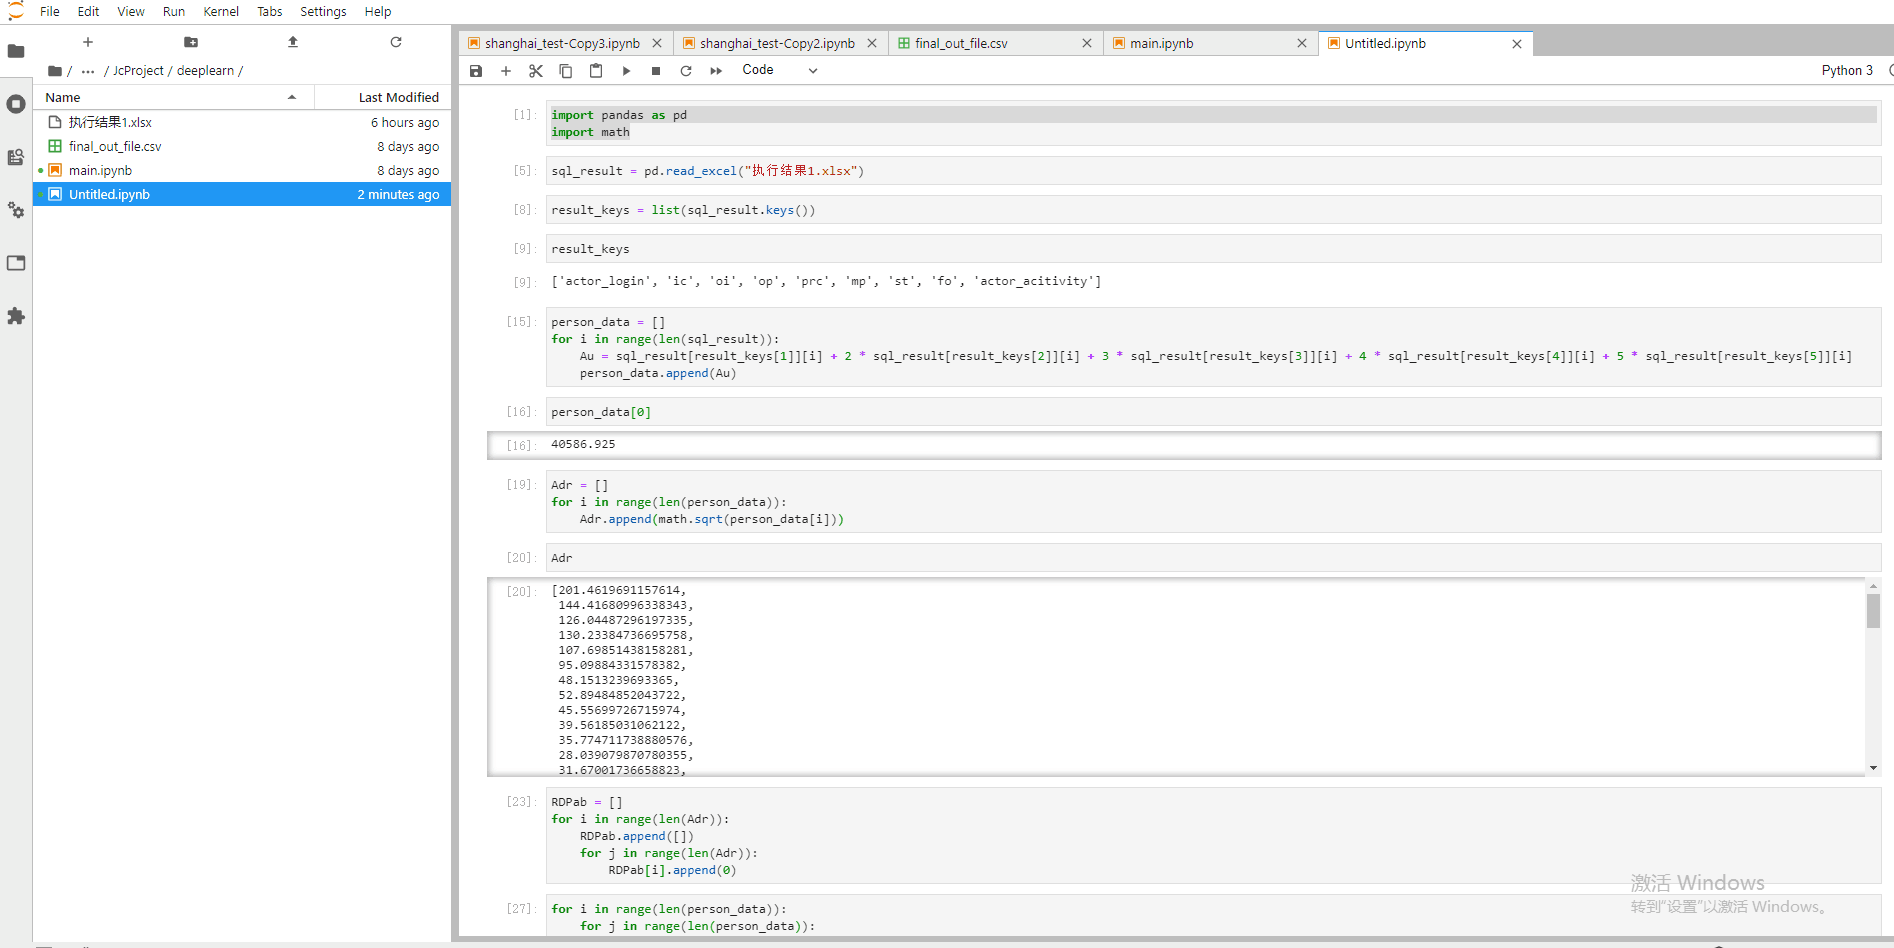 File Edit View Run Kernel Tabs Settings Help
/ ··· / JcProject / deeplearn /
Name Last Modified
执行结果1.xlsx 6 hours ago
final_out_file.csv 8 days ago
main.ipynb 8 days ago
Untitled.ipynb 2 minutes ago
shanghai_test-Copy3.ipynb shanghai_test-Copy2.ipynb final_out_file.csv main.ipynb Untitled.ipynb
Code Python 3
[1]: import pandas as pd
import math
[5]: sql_result = pd.read_excel("执行结果1.xlsx")
[8]: result_keys = list(sql_result.keys())
[9]: result_keys
[9]: ['actor_login', 'ic', 'oi', 'op', 'prc', 'mp', 'st', 'fo', 'actor_acitivity']
[15]: person_data = []
for i in range(len(sql_result)):
Au = sql_result[result_keys[1]][i] + 2 * sql_result[result_keys[2]][i] + 3 * sql_result[result_keys[3]][i] + 4 * sql_result[result_keys[4]][i] + 5 * sql_result[result_keys[5]][i]
person_data.append(Au)
[16]: person_data[0]
[16]: 40586.925
[19]: Adr = []
for i in range(len(person_data)):
Adr.append(math.sqrt(person_data[i]))
[20]: Adr
[20]: [201.4619691157614,
144.41680996338343,
126.04487296197335,
130.23384736695758,
107.69851438158281,
95.09884331578382,
48.1513239693365,
52.89484852043722,
45.55699726715974,
39.56185031062122,
35.774711738880576,
28.039079870780355,
31.67001736658823,
[23]: RDPab = []
for i in range(len(Adr)):
RDPab.append([])
for j in range(len(Adr)):
RDPab[i].append(0)
[27]: for i in range(len(person_data)):
for j in range(len(person_data)):
激活 Windows
转到"设置"以激活 Windows。